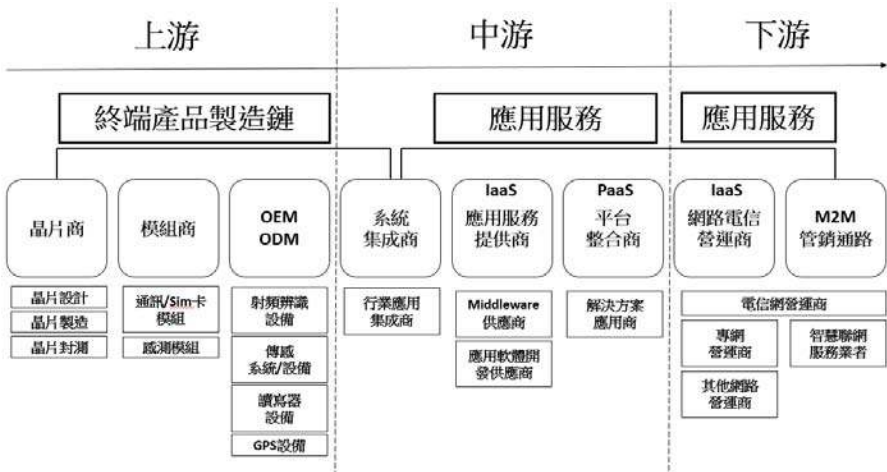 上游
中游
下游
終端產品製造鏈
應用服務
應用服務
晶片商
模組商
OEM
ODM
系統
集成商
IaaS
應用服務
提供商
PaaS
平台
整合商
IaaS
網路電信
營運商
M2M
管銷通路
晶片設計
晶片製造
晶片對測
通訊/Sim卡
模組
感測模組
射頻辨識
設備
傳感
系統/設備
讀寫器
設備
GPS設備
行業應用
集成商
Middleware
供應商
應用軟體開
發供應商
解決方案
應用商
電信網營運商
專網
營運商
其他網路
營運商
智慧聯網
服務業者